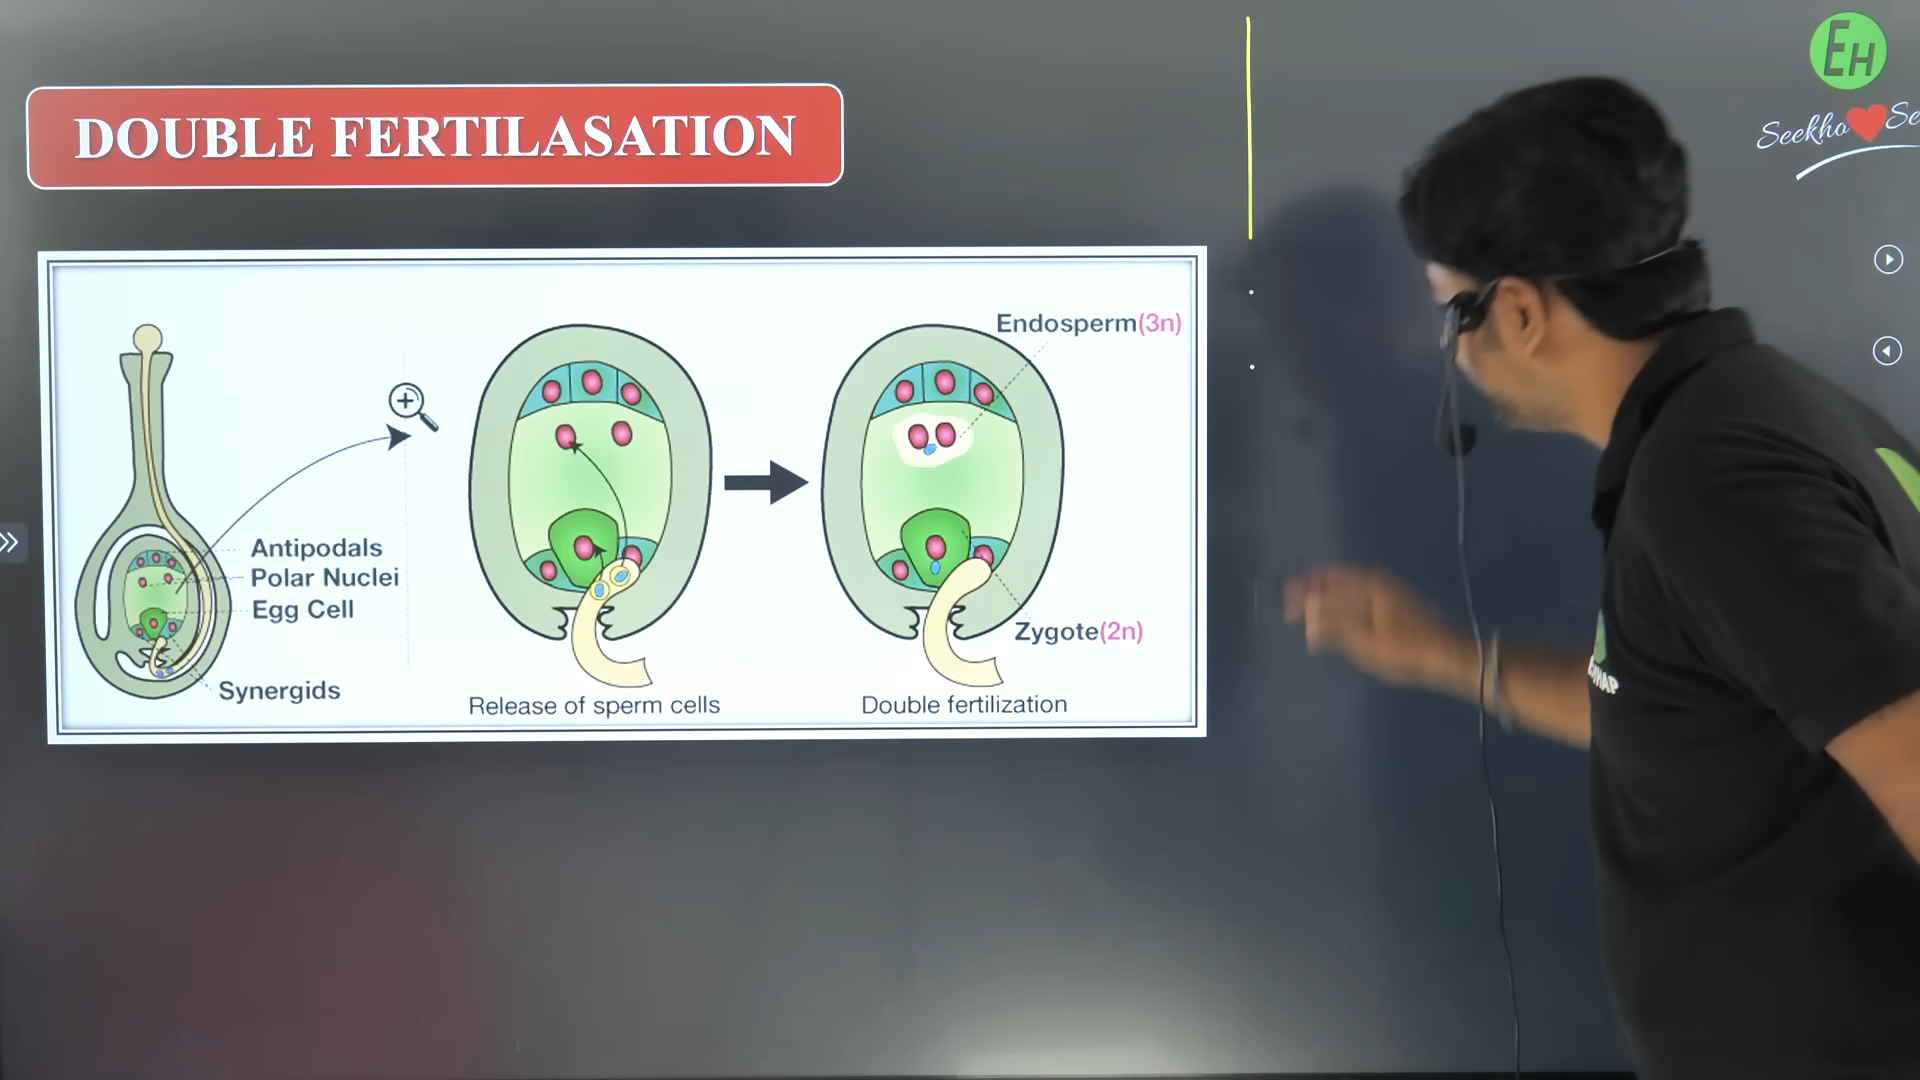 EH
Seekho
Se
DOUBLE FERTILASATION
Endosperm(3n)
Antipodals
Polar Nuclei
Egg Cell
Synergids
Zygote(2n)
Release of sperm cells
Double fertilization